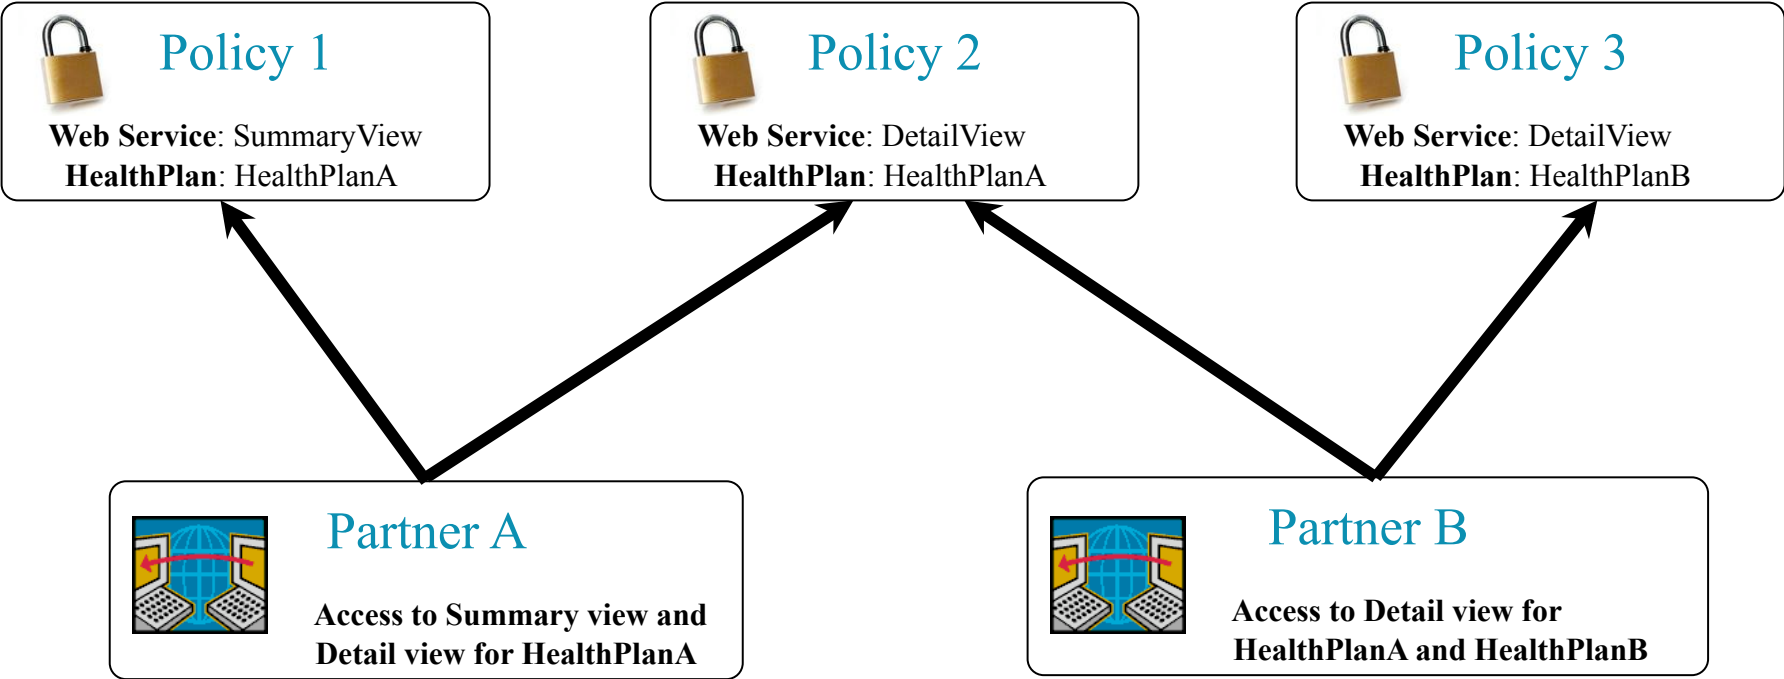 Policy 1
Web Service: SummaryView
HealthPlan: HealthPlanA
Policy 2
Web Service: DetailView
HealthPlan: HealthPlanA
Policy 3
Web Service: DetailView
HealthPlan: HealthPlanB
Partner A
Access to Summary view and
Detail view for HealthPlanA
Partner B
Access to Detail view for
HealthPlanA and HealthPlanB